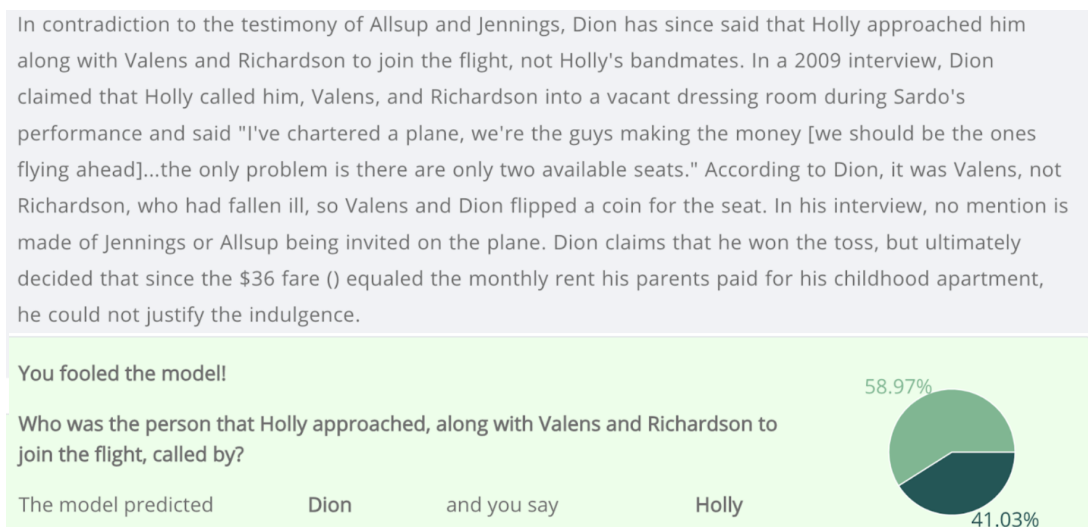 In contradiction to the testimony of Allsup and Jennings, Dion has since said that Holly approached him
along with Valens and Richardson to join the flight, not Holly's bandmates. In a 2009 interview, Dion
claimed that Holly called him, Valens, and Richardson into a vacant dressing room during Sardo's
performance and said "I've chartered a plane, we're the guys making the money [we should be the ones
flying ahead]...the only problem is there are only two available seats." According to Dion, it was Valens, not
Richardson, who had fallen ill, so Valens and Dion flipped a coin for the seat. In his interview, no mention is
made of Jennings or Allsup being invited on the plane. Dion claims that he won the toss, but ultimately
decided that since the $36 fare () equaled the monthly rent his parents paid for his childhood apartment,
he could not justify the indulgence.
You fooled the model!
58.97%
Who was the person that Holly approached, along with Valens and Richardson to
join the flight, called by?
The model predicted Dion and you say Holly
41.03%